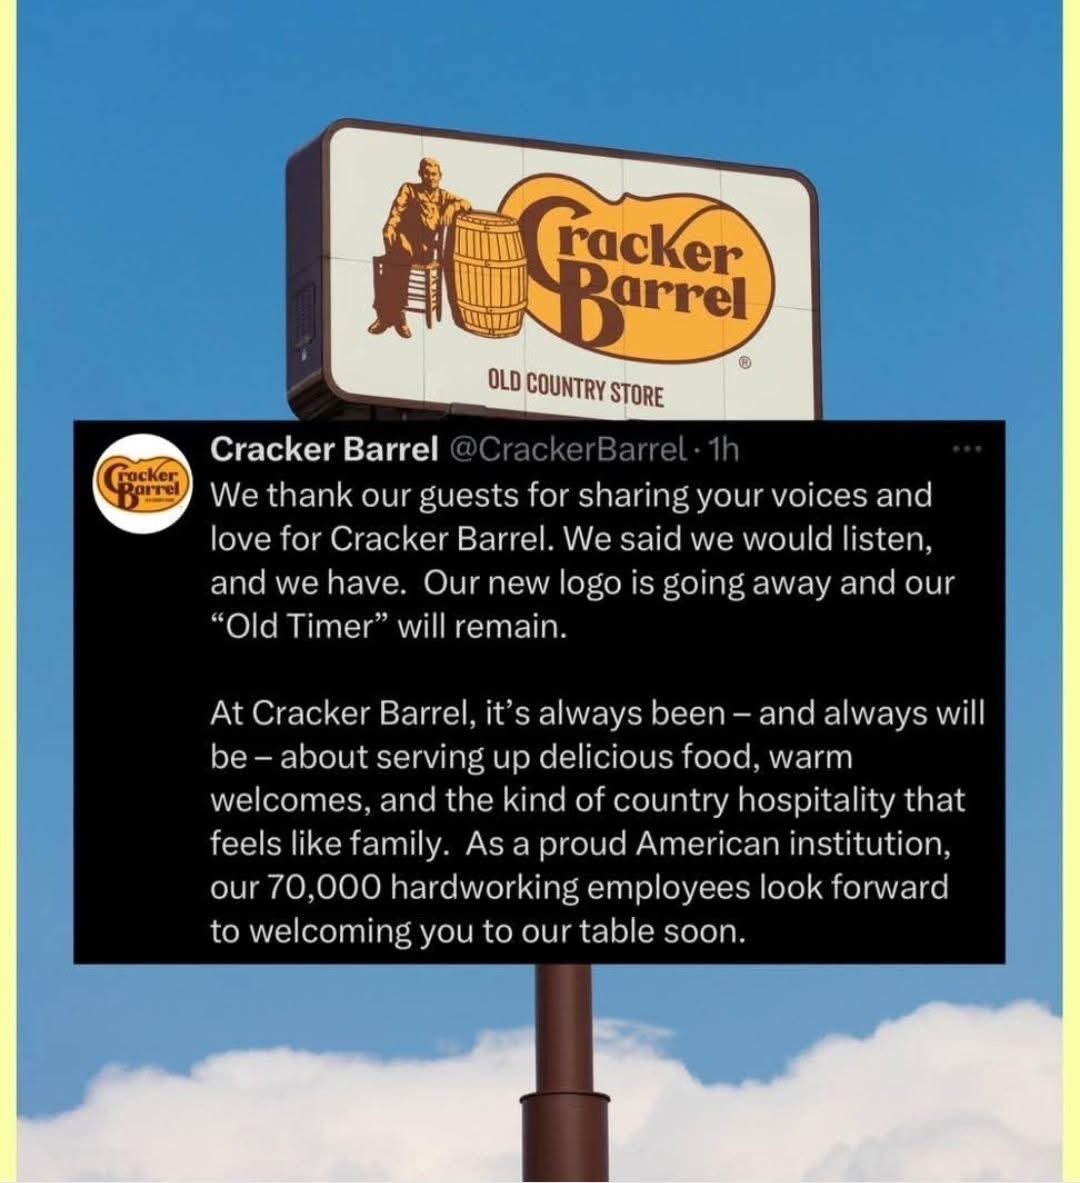 Cracker
Barrel
®
OLD COUNTRY STORE
Cracker
Barrel
Cracker Barrel @CrackerBarrel · 1h
We thank our guests for sharing your voices and
love for Cracker Barrel. We said we would listen,
and we have.  Our new logo is going away and our
“Old Timer” will remain.
At Cracker Barrel, it’s always been – and always will
be – about serving up delicious food, warm
welcomes, and the kind of country hospitality that
feels like family.  As a proud American institution,
our 70,000 hardworking employees look forward
to welcoming you to our table soon.